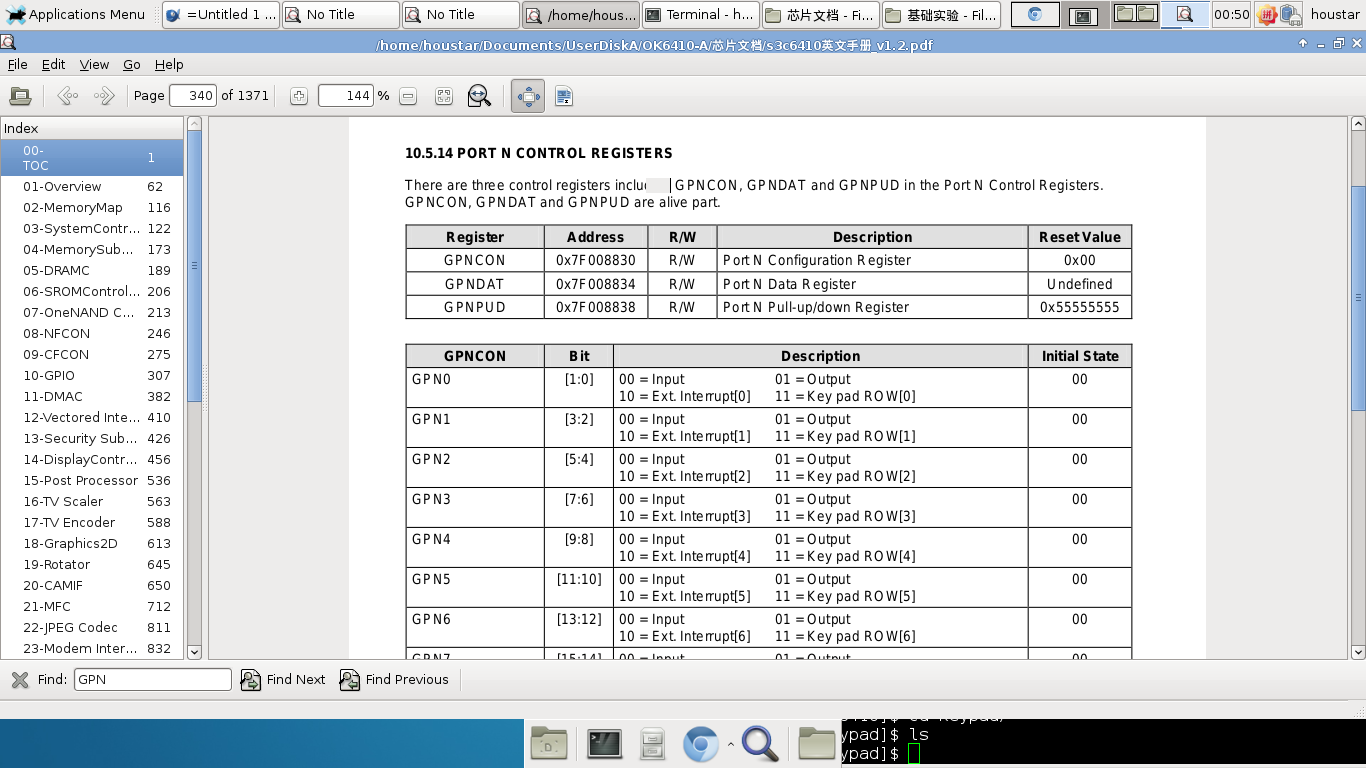 Applications Menu
=Untitled 1 ...
No Title
No Title
/home/hous...
Terminal - h...
芯片文档 - Fi...
基础实验 - Fil...
00:50
拼
houstar
/home/houstar/Documents/UserDiskA/OK6410-A/芯片文档/s3c6410英文手册_v1.2.pdf
File Edit View Go Help
Page 340 of 1371 144 %
Index
00-TOC 1
01-Overview 62
02-MemoryMap 116
03-SystemContr... 122
04-MemorySub... 173
05-DRAMC 189
06-SROMControl... 206
07-OneNAND C... 213
08-NFCON 246
09-CFCON 275
10-GPIO 307
11-DMAC 382
12-Vectored Inte... 410
13-Security Sub... 426
14-DisplayContr... 456
15-Post Processor 536
16-TV Scaler 563
17-TV Encoder 588
18-Graphics2D 613
19-Rotator 645
20-CAMIF 650
21-MFC 712
22-JPEG Codec 811
23-Modem Inter... 832
10.5.14 PORT N CONTROL REGISTERS
There are three control registers inclu GPNCON, GPNDAT and GPNPUD in the Port N Control Registers.
GPNCON, GPNDAT and GPNPUD are alive part.
Register Address R/W Description Reset Value
GPNCON 0x7F008830 R/W Port N Configuration Register 0x00
GPNDAT 0x7F008834 R/W Port N Data Register Undefined
GPNPUD 0x7F008838 R/W Port N Pull-up/down Register 0x55555555
GPNCON Bit Description Initial State
GPN0 [1:0] 00 = Input 01 = Output 00
10 = Ext. Interrupt[0] 11 = Key pad ROW[0]
GPN1 [3:2] 00 = Input 01 = Output 00
10 = Ext. Interrupt[1] 11 = Key pad ROW[1]
GPN2 [5:4] 00 = Input 01 = Output 00
10 = Ext. Interrupt[2] 11 = Key pad ROW[2]
GPN3 [7:6] 00 = Input 01 = Output 00
10 = Ext. Interrupt[3] 11 = Key pad ROW[3]
GPN4 [9:8] 00 = Input 01 = Output 00
10 = Ext. Interrupt[4] 11 = Key pad ROW[4]
GPN5 [11:10] 00 = Input 01 = Output 00
10 = Ext. Interrupt[5] 11 = Key pad ROW[5]
GPN6 [13:12] 00 = Input 01 = Output 00
10 = Ext. Interrupt[6] 11 = Key pad ROW[6]
GPN7 [15:14] 00 = Input 01 = Output 00
Find: GPN Find Next Find Previous
ypad]$ ls
ypad]$